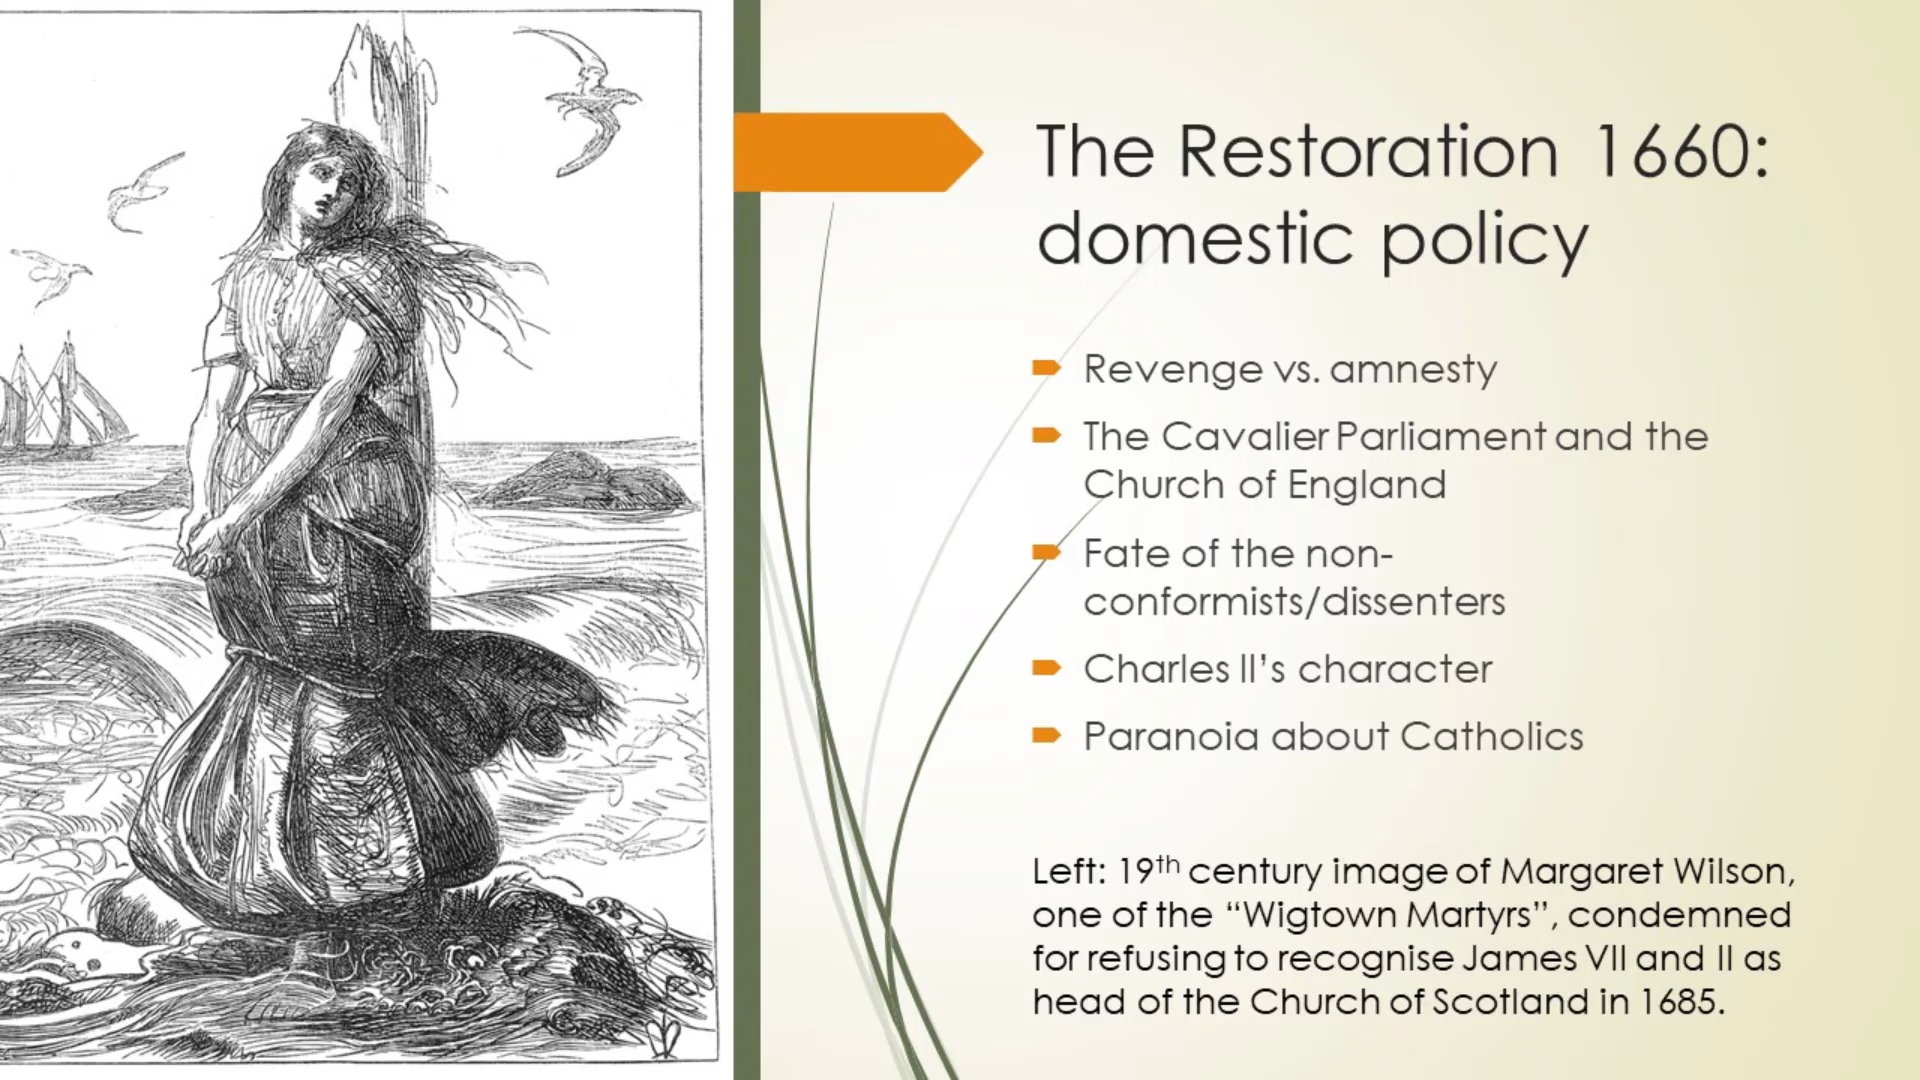 The Restoration 1660:
domestic policy
Revenge vs. amnesty
The Cavalier Parliament and the
Church of England
Fate of the non-
conformists/dissenters
Charles II’s character
Paranoia about Catholics
Left: 19th century image of Margaret Wilson,
one of the “Wigtown Martyrs”, condemned
for refusing to recognise James VII and II as
head of the Church of Scotland in 1685.